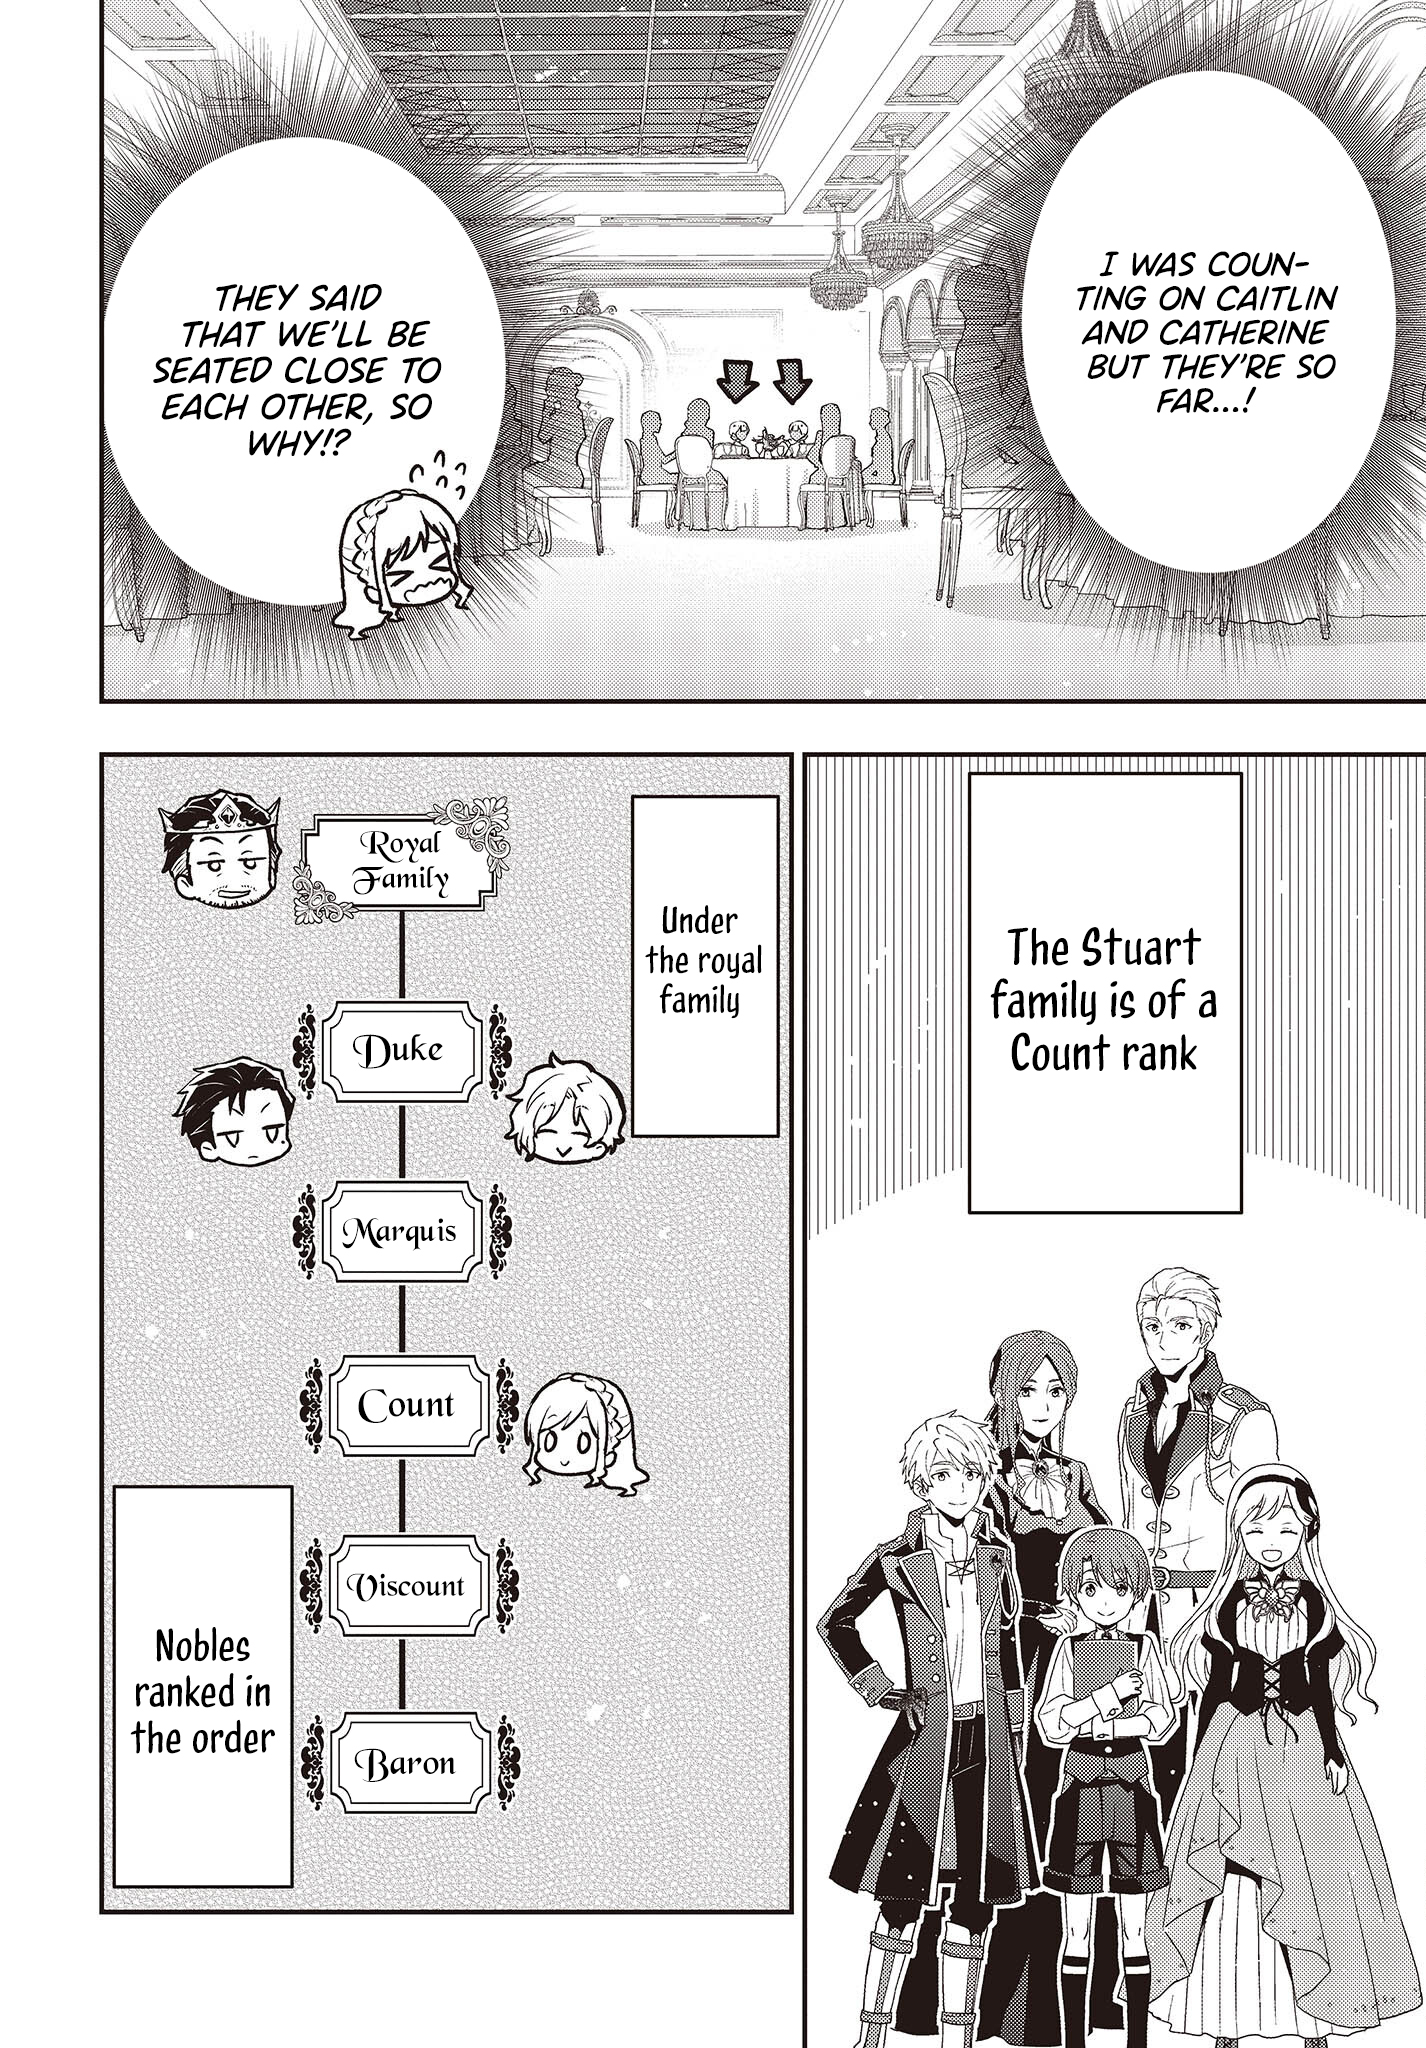 I WAS COUN-
TING ON CAITLIN
AND CATHERINE
BUT THEY'RE SO
FAR...!
THEY SAID
THAT WE'LL BE
SEATED CLOSE TO
EACH OTHER, SO
WHY!?
The Stuart
family is of a
Count rank
Under
the royal
family
Royal
Family
Duke
Marquis
Count
Viscount
Baron
Nobles
ranked in
the order